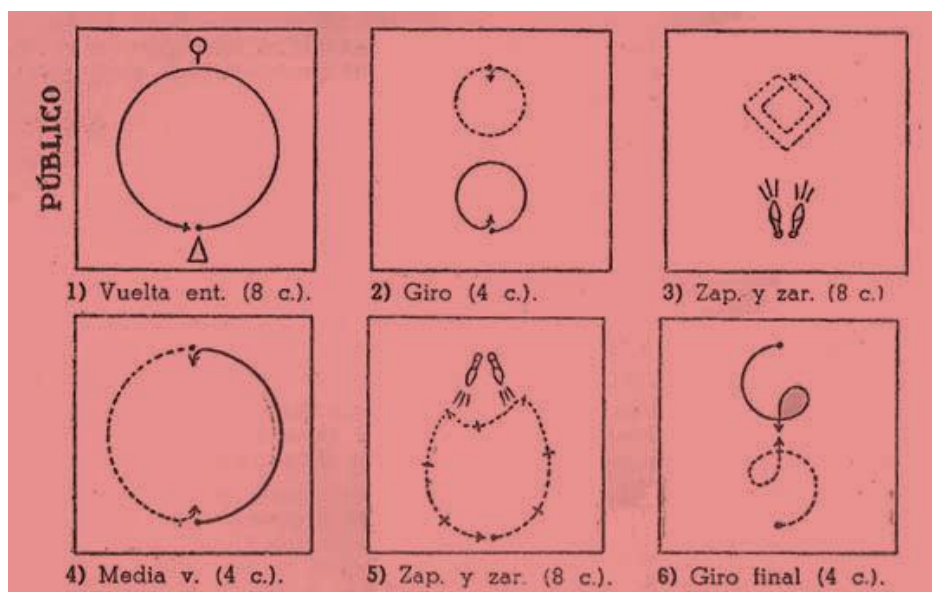 PÚBLICO
1) Vuelta ent. (8 c.).
2) Giro (4 c.).
3) Zap. y zar. (8 c.)
4) Media v. (4 c.).
5) Zap. y zar. (8 c.).
6) Giro final (4 c.).